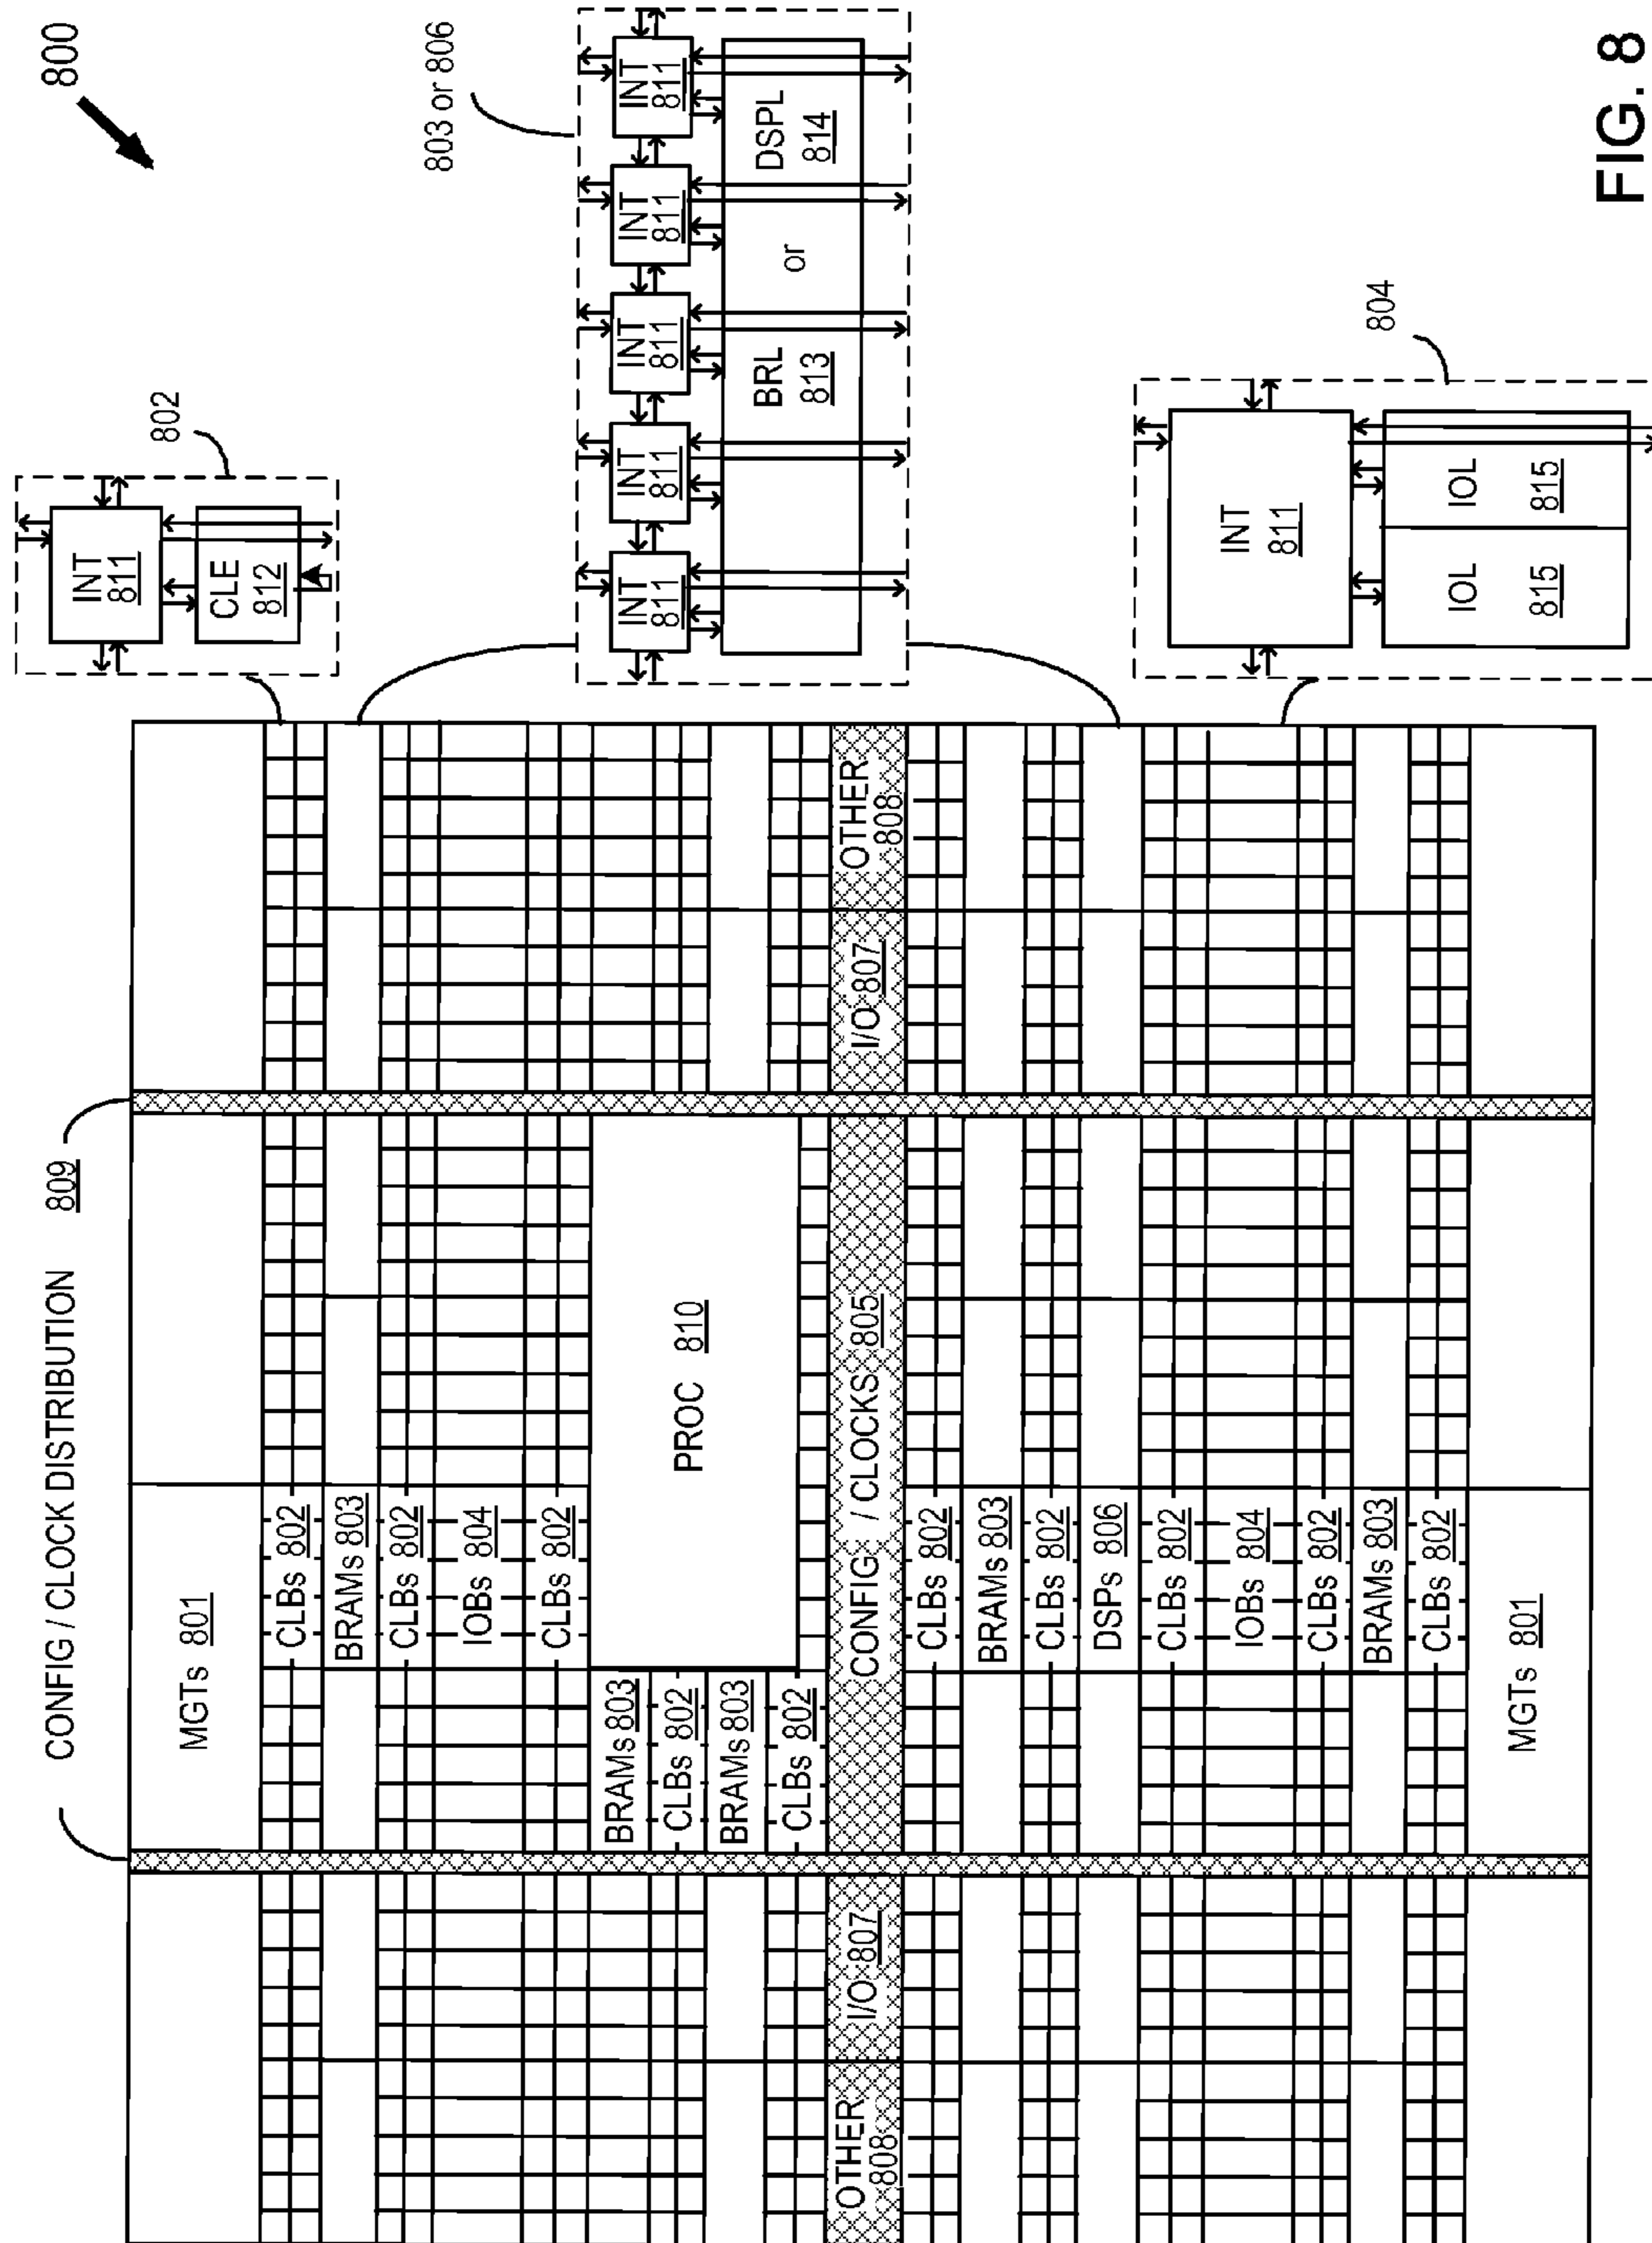 800
CONFIG / CLOCK DISTRIBUTION 809
MGTs 801
CLBs 802
BRAMs 803
CLBs 802
IOBs 804
CLBs 802
BRAMs 803
CLBs 802
BRAMs 803
CLBs 802
PROC 810
OTHER 808
I/O 807
CONFIG / CLOCKS 805
I/O 807
OTHER 808
CLBs 802
BRAMs 803
CLBs 802
DSPs 806
CLBs 802
IOBs 804
CLBs 802
BRAMs 803
CLBs 802
MGTs 801
802
INT 811
CLE 812
803 or 806
INT 811
INT 811
INT 811
INT 811
INT 811
BRL 813
or
DSPL 814
804
INT 811
IOL 815
IOL 815
FIG. 8